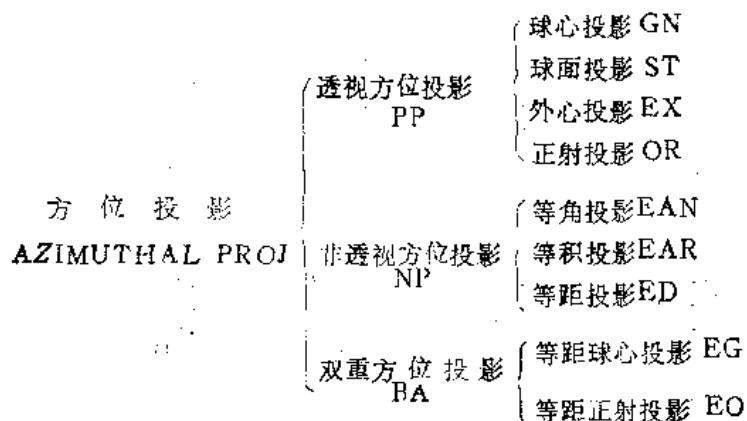 球心投影 GN
球面投影 ST
透视方位投影
PP
外心投影 EX
正射投影 OR
方 位 投 影
AZIMUTHAL PROJ
等角投影EAN
非透视方位投影
NP
等积投影EAR
等距投影ED
双重方位投影
BA
等距球心投影 EG
等距正射投影 EO